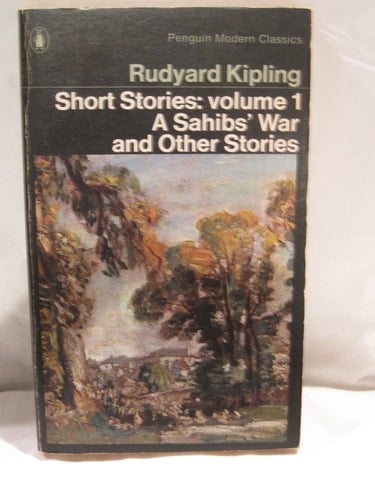 Penguin Modern Classics
Rudyard Kipling
Short Stories: volume 1
A Sahibs' War
and Other Stories